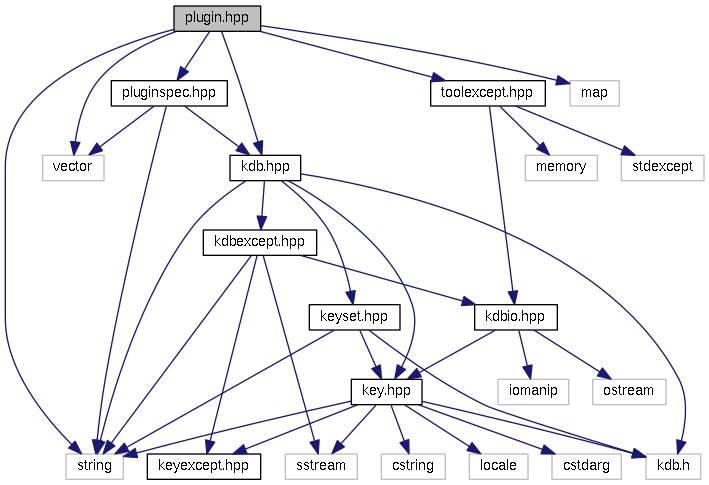 plugin.hpp
pluginspec.hpp
toolexcept.hpp
map
vector
kdb.hpp
memory
stdexcept
kdbexcept.hpp
keyset.hpp
kdbio.hpp
key.hpp
iomanip
ostream
string
keyexcept.hpp
sstream
cstring
locale
cstdarg
kdb.h